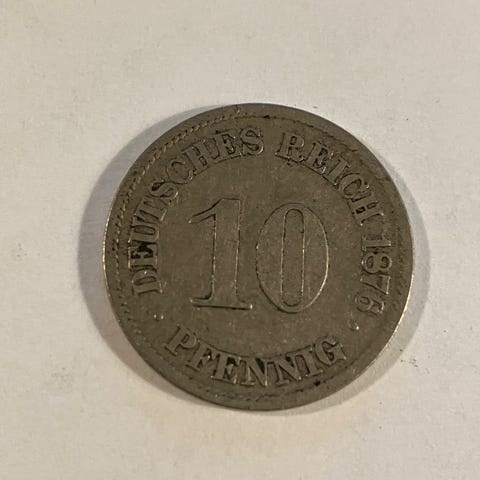 DEUTSCHES REICH 1876
10
PFENNIG